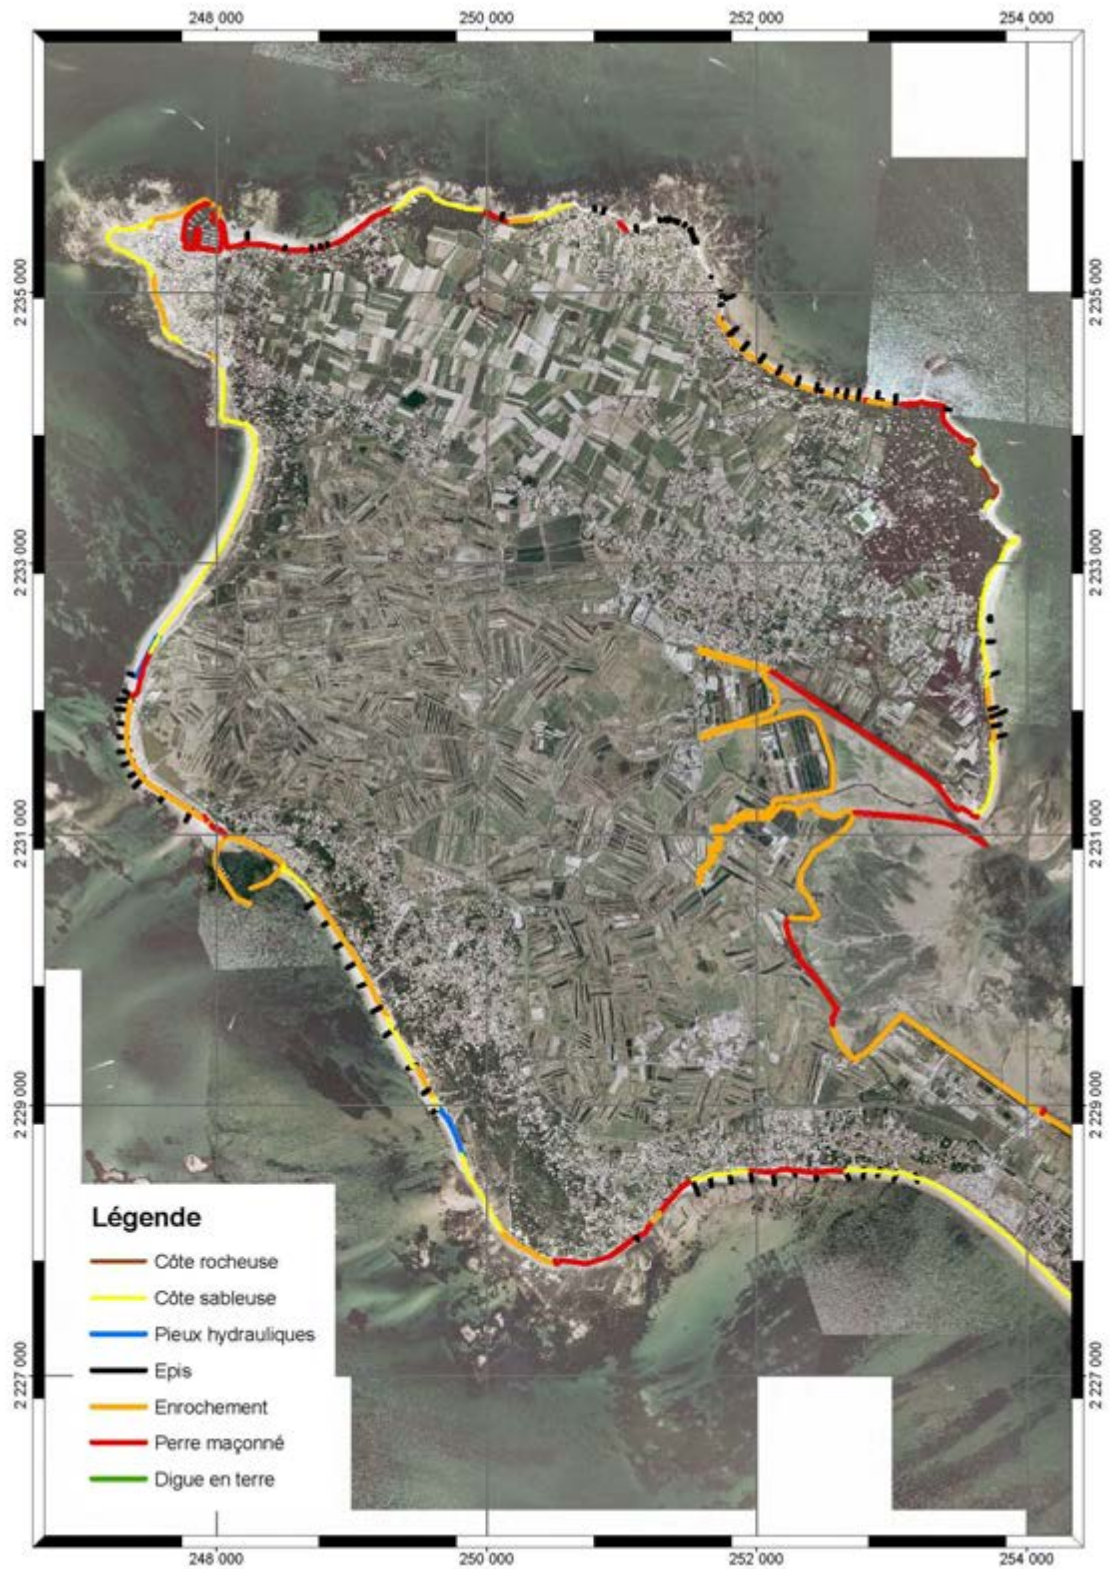 248 000 250 000 252 000 254 000
2 235 000 2 235 000
2 233 000 2 233 000
2 231 000 2 231 000
2 229 000 2 229 000
2 227 000 2 227 000
Légende
Côte rocheuse
Côte sableuse
Pieux hydrauliques
Epis
Enrochement
Perre maçonné
Digue en terre
248 000 250 000 252 000 254 000